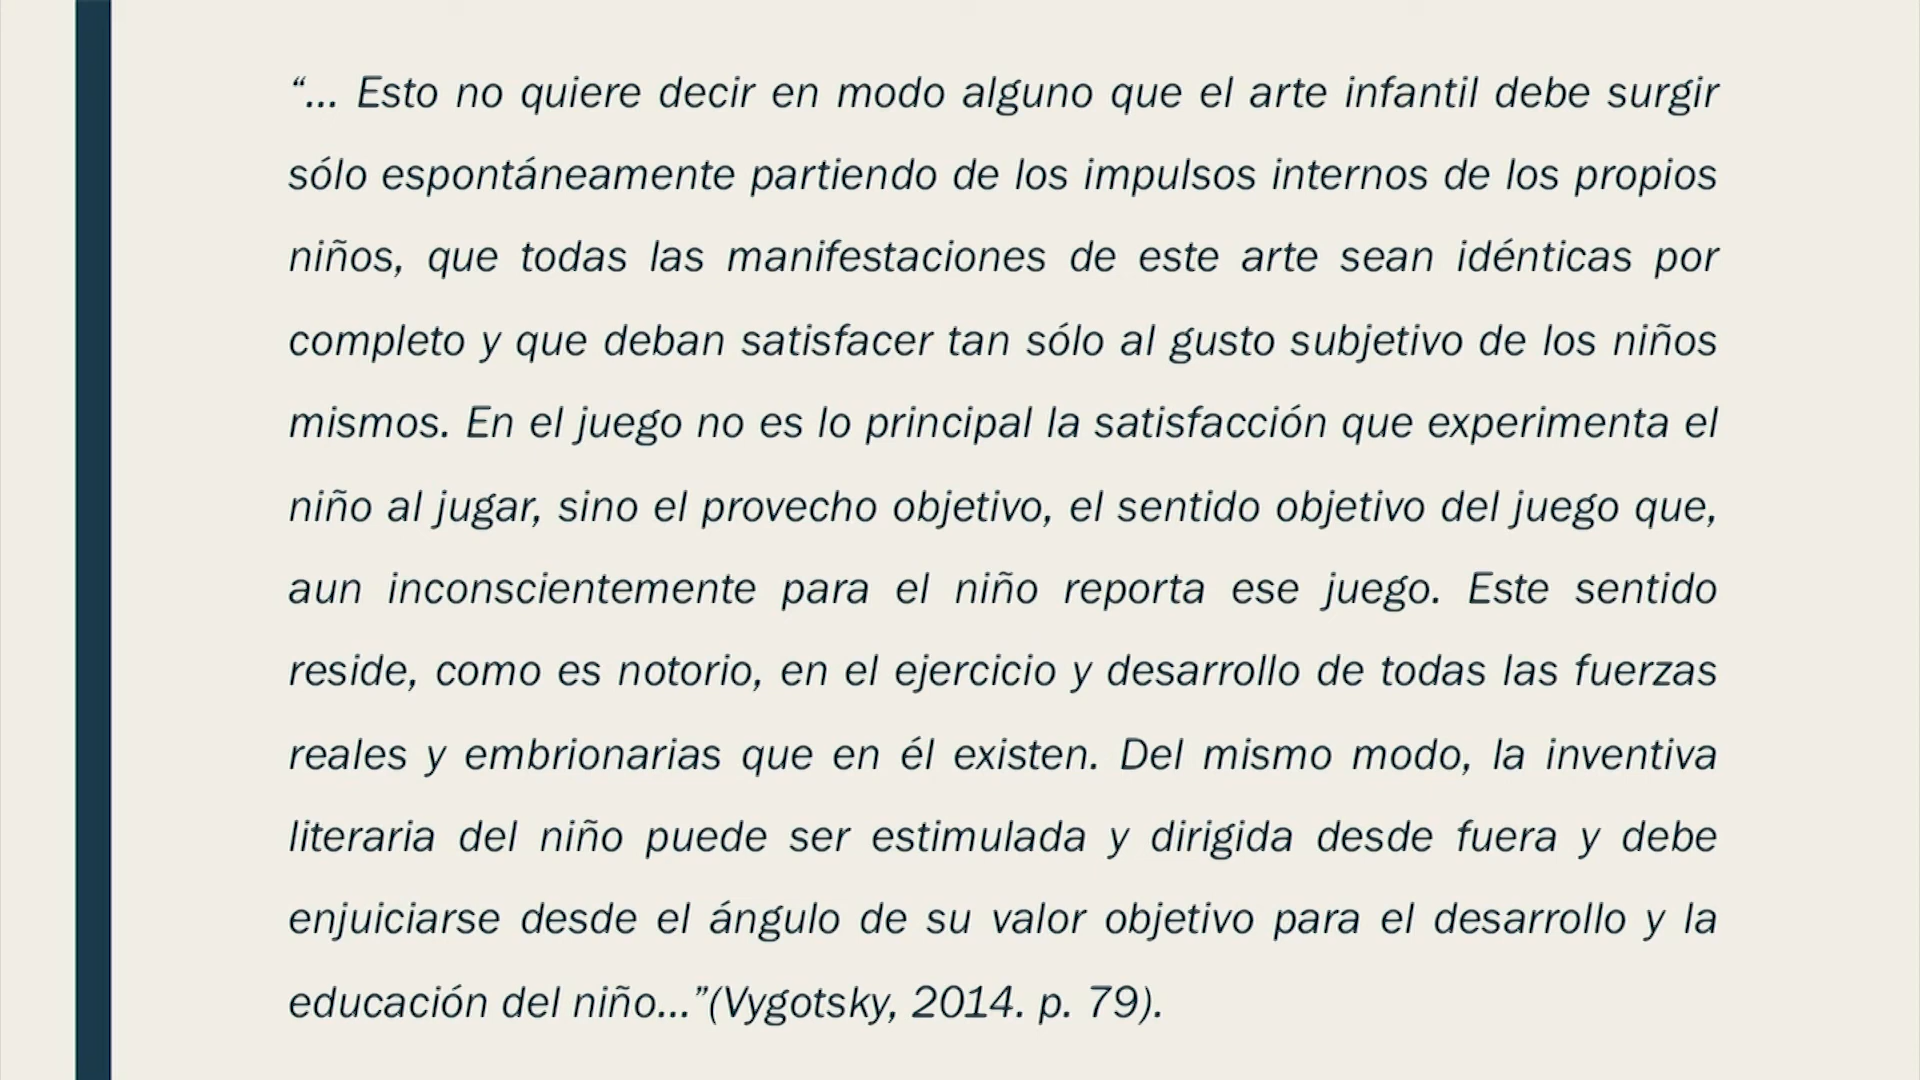 “... Esto no quiere decir en modo alguno que el arte infantil debe surgir
sólo espontáneamente partiendo de los impulsos internos de los propios
niños, que todas las manifestaciones de este arte sean idénticas por
completo y que deban satisfacer tan sólo al gusto subjetivo de los niños
mismos. En el juego no es lo principal la satisfacción que experimenta el
niño al jugar, sino el provecho objetivo, el sentido objetivo del juego que,
aun inconscientemente para el niño reporta ese juego. Este sentido
reside, como es notorio, en el ejercicio y desarrollo de todas las fuerzas
reales y embrionarias que en él existen. Del mismo modo, la inventiva
literaria del niño puede ser estimulada y dirigida desde fuera y debe
enjuiciarse desde el ángulo de su valor objetivo para el desarrollo y la
educación del niño...”(Vygotsky, 2014. p. 79).